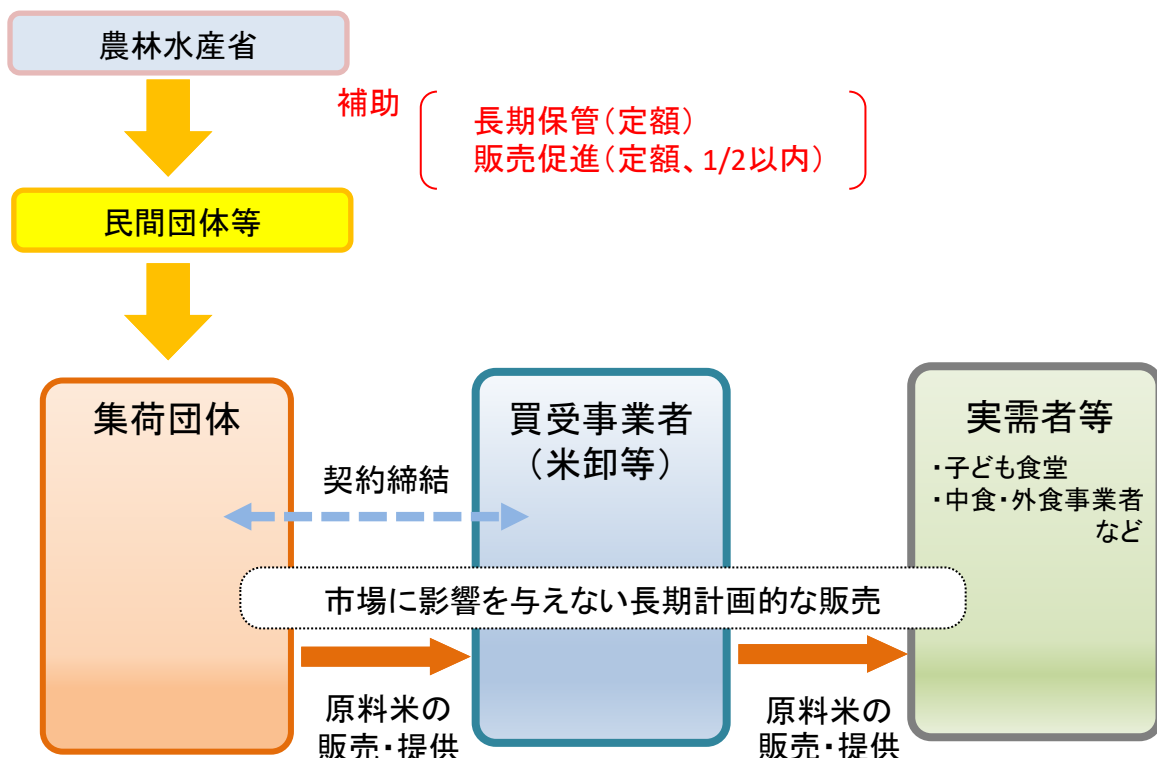 農林水産省
補助
長期保管(定額)
販売促進(定額、1/2以内)
民間団体等
集荷団体
契約締結
買受事業者
(米卸等)
実需者等
・子ども食堂
・中食・外食事業者
など
市場に影響を与えない長期計画的な販売
原料米の
販売・提供
原料米の
販売・提供